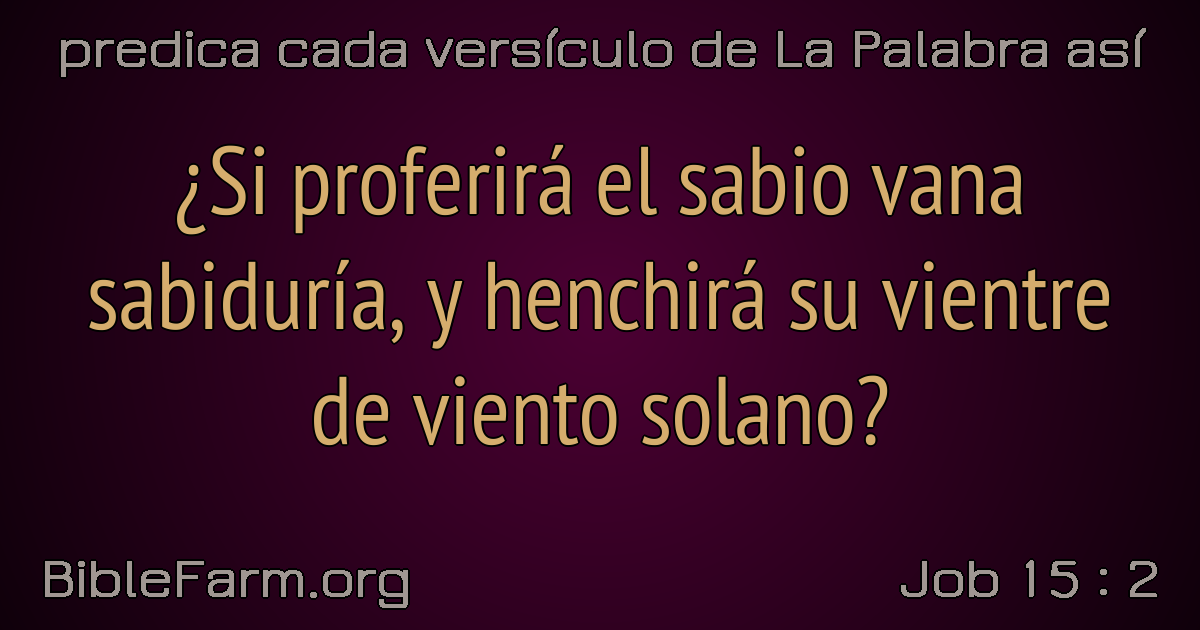 predica cada versículo de La Palabra así
¿Si proferirá el sabio vana
sabiduría, y henchirá su vientre
de viento solano?
BibleFarm.org
Job 15 : 2